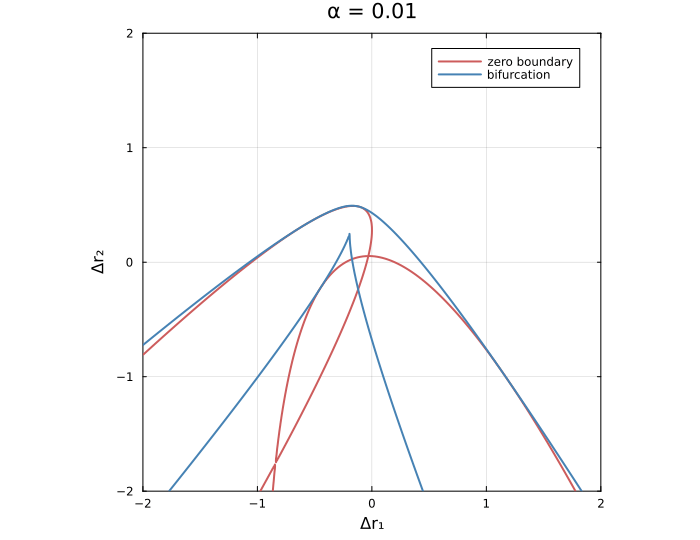 α = 0.01
zero boundary
bifurcation
2
1
0
−1
−2
Δr₂
−2 −1 0 1 2
Δr₁